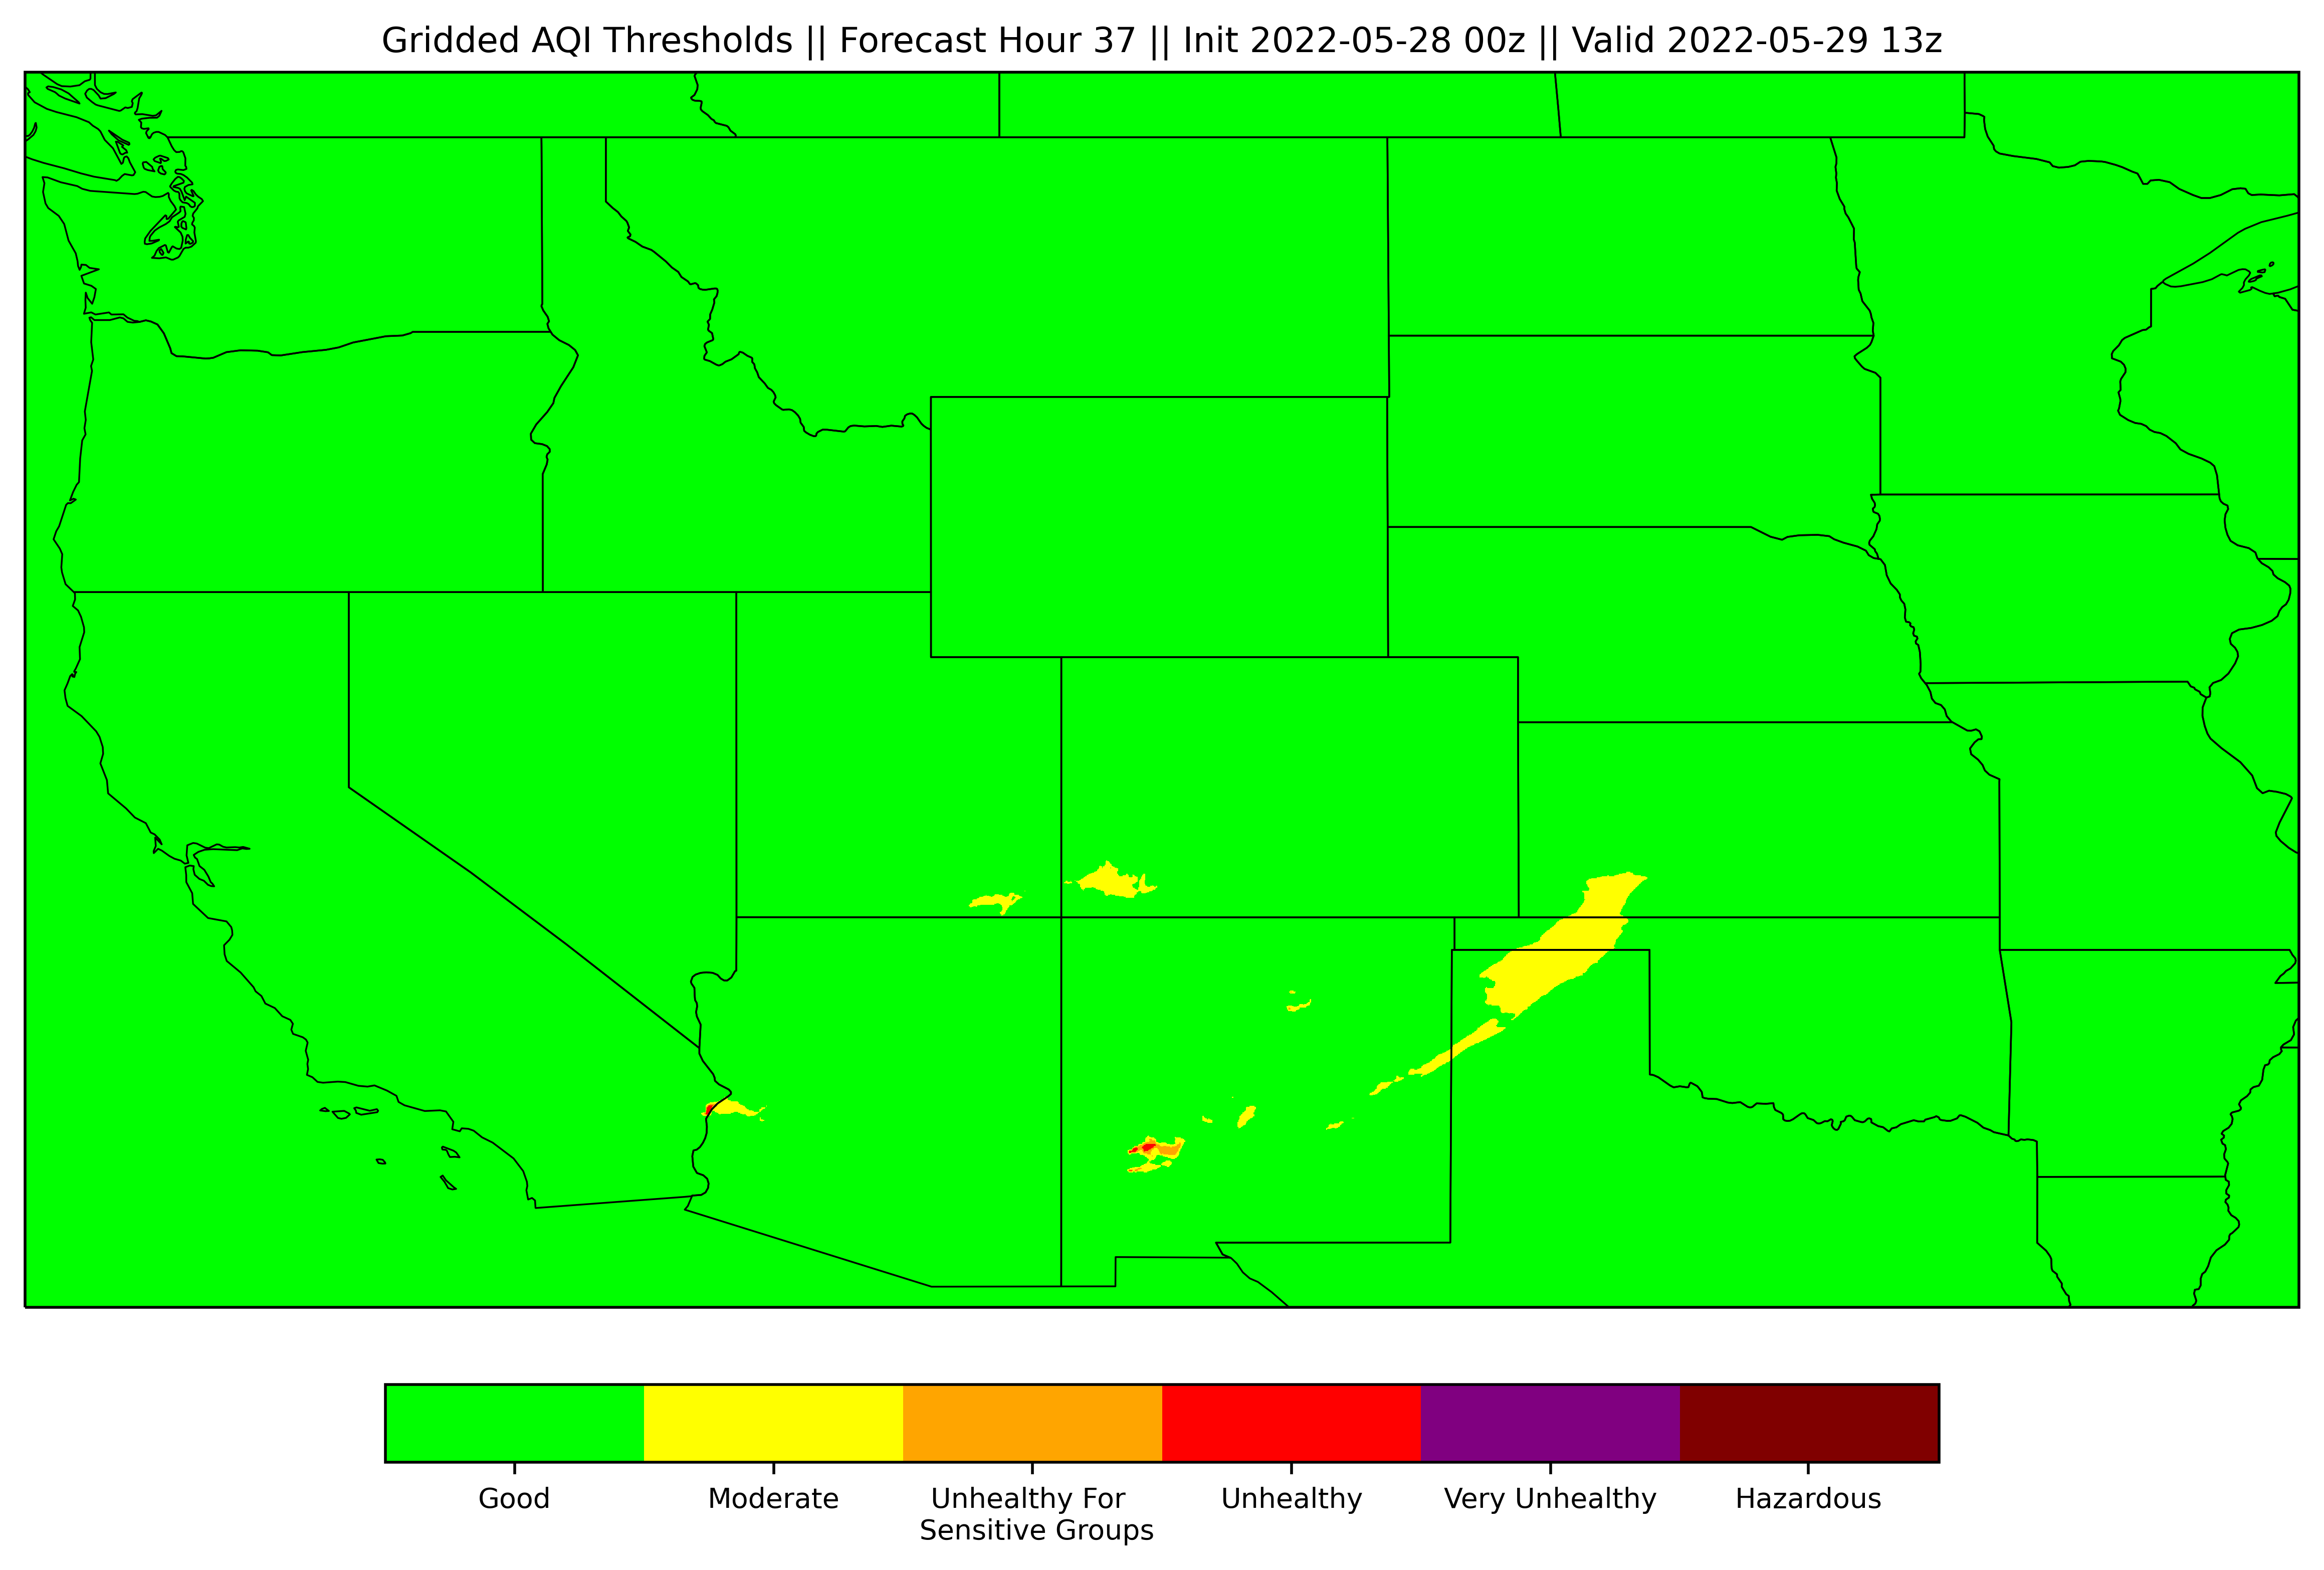 Gridded AQI Thresholds || Forecast Hour 37 || Init 2022-05-28 00z || Valid 2022-05-29 13z
Good
Moderate
Unhealthy For
Sensitive Groups
Unhealthy
Very Unhealthy
Hazardous